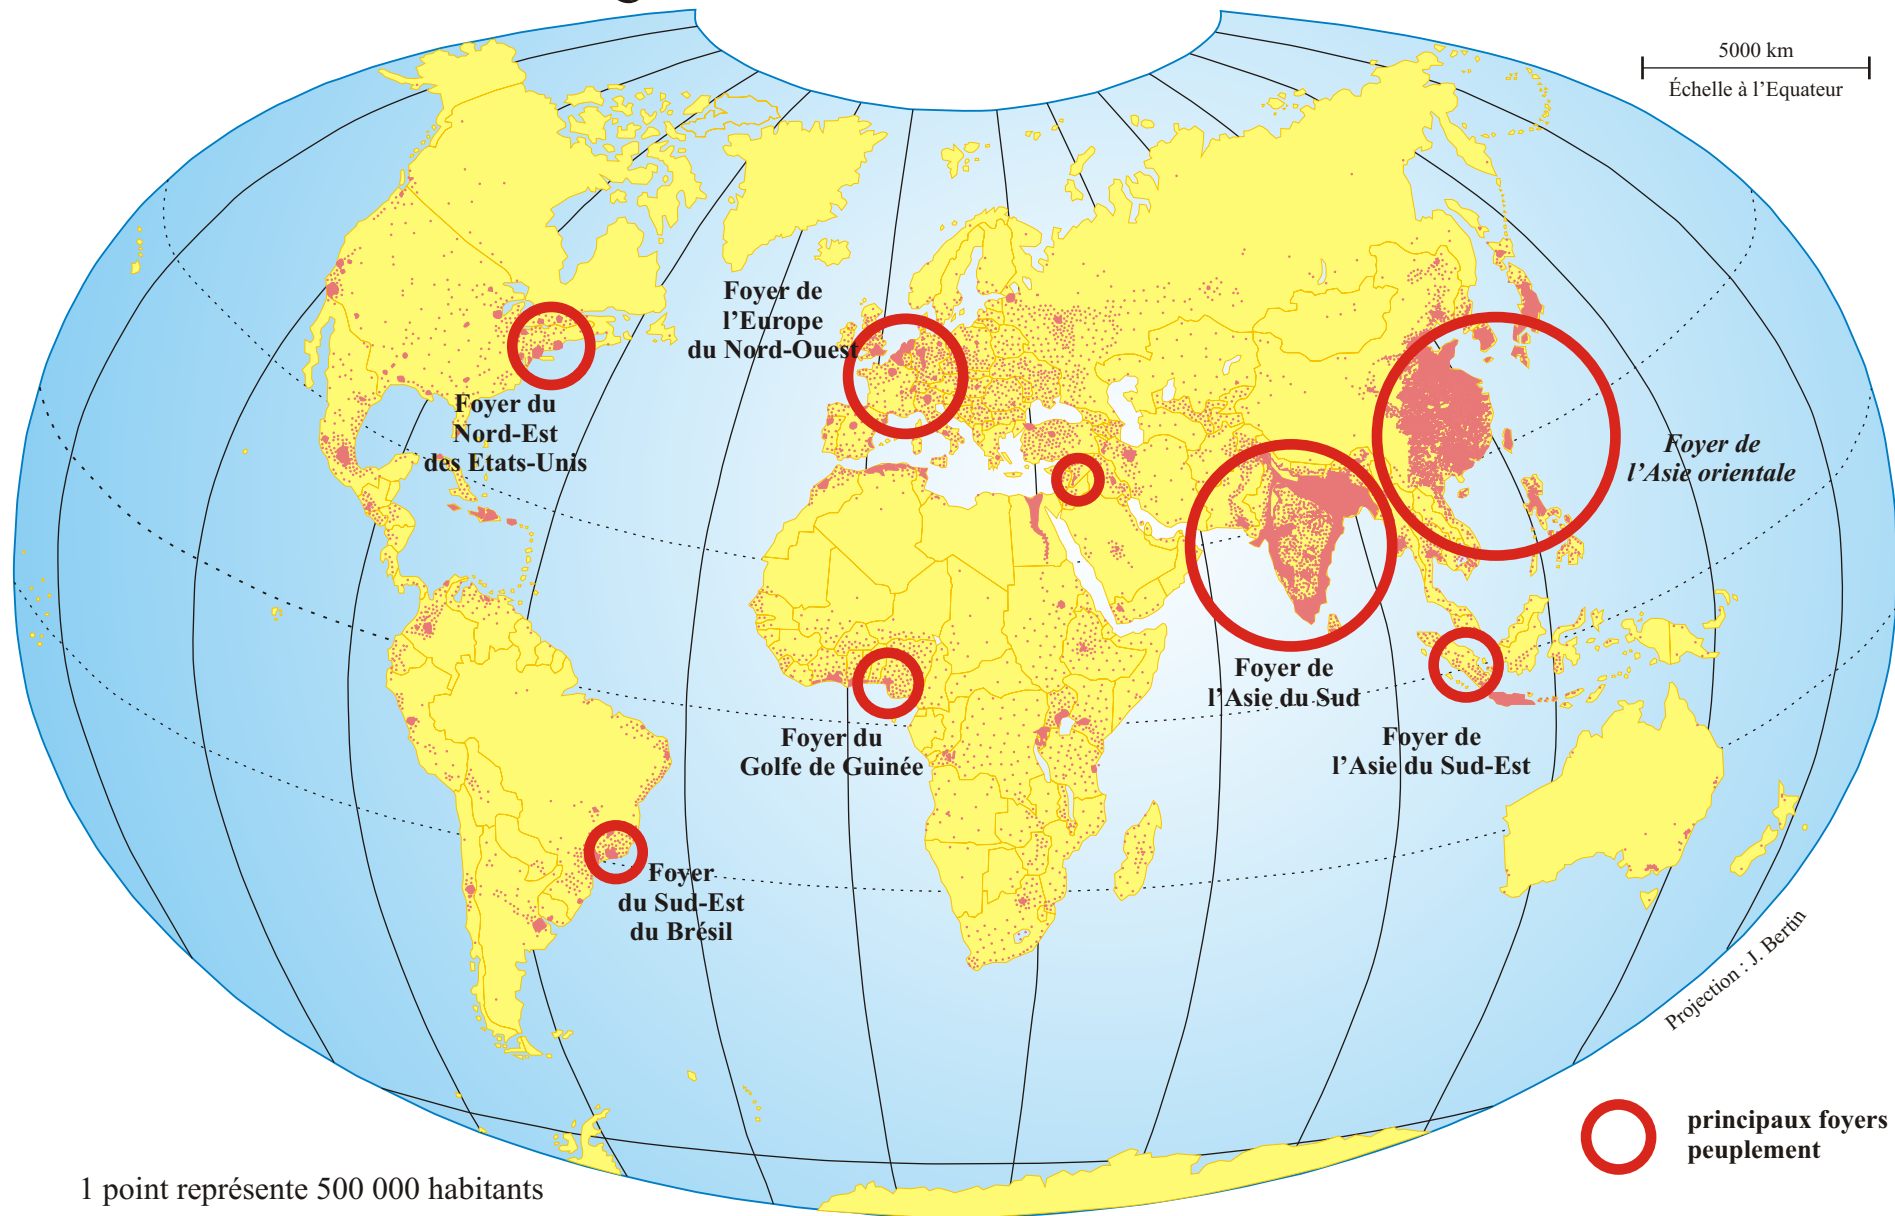 5000 km
Échelle à l’Equateur
Foyer de
l’Europe
du Nord-Ouest
Foyer du
Nord-Est
des Etats-Unis
Foyer de
l’Asie orientale
Foyer de
l’Asie du Sud
Foyer du
Golfe de Guinée
Foyer de
l’Asie du Sud-Est
Foyer
du Sud-Est
du Brésil
Projection : J. Bertin
principaux foyers
peuplement
1 point représente 500 000 habitants